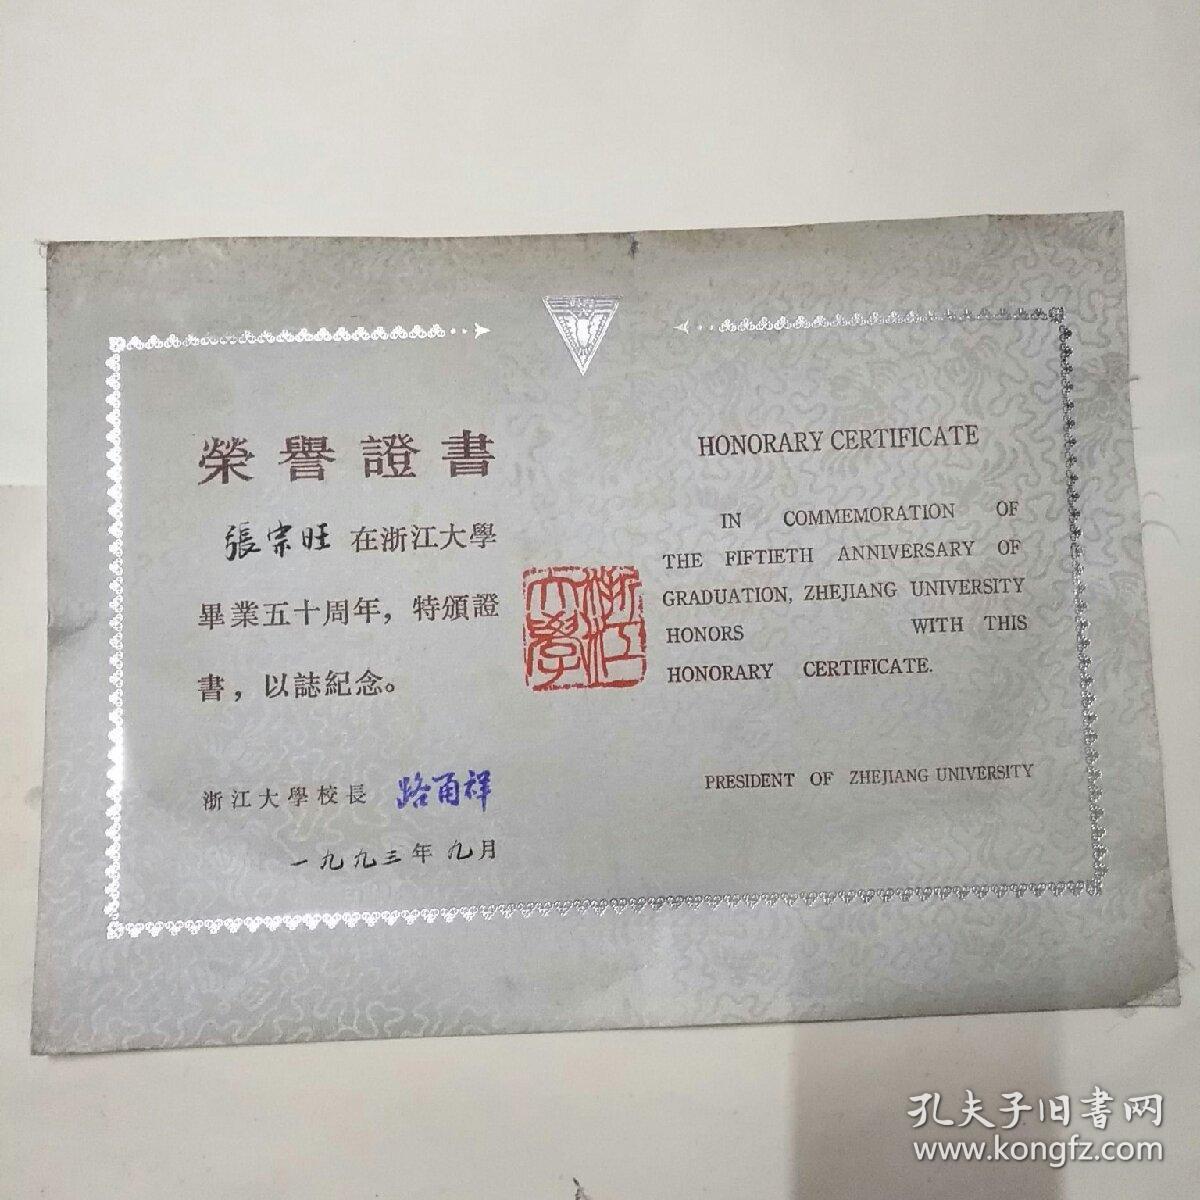 榮譽證書
張宗旺 在浙江大學
畢業五十周年，特頒證
書，以誌紀念。
浙江大學校長 路甬祥
一九九三年九月
浙江
大學
HONORARY CERTIFICATE
IN COMMEMORATION OF
THE FIFTIETH ANNIVERSARY OF
GRADUATION, ZHEJIANG UNIVERSITY
HONORS WITH THIS
HONORARY CERTIFICATE.
PRESIDENT OF ZHEJIANG UNIVERSITY
孔夫子旧書网
www.kongfz.com